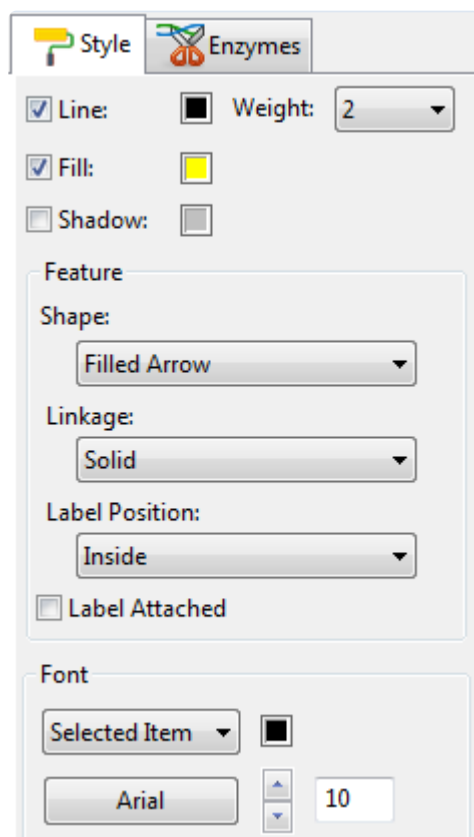 Style Enzymes
Line: Weight: 2
Fill:
Shadow:
Feature
Shape:
Filled Arrow
Linkage:
Solid
Label Position:
Inside
Label Attached
Font
Selected Item
Arial 10